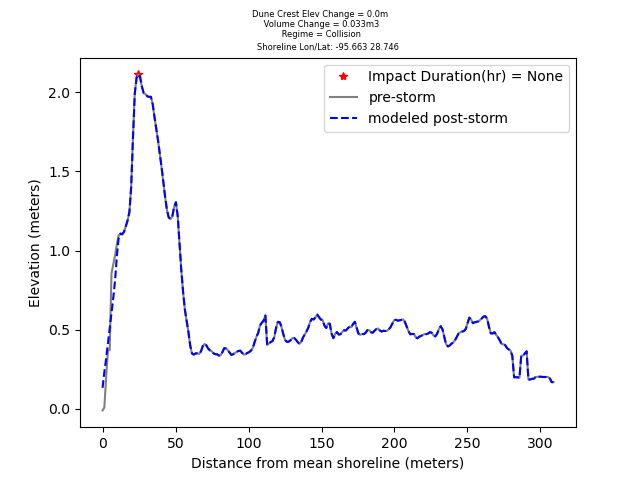 Dune Crest Elev Change = 0.0m
Volume Change = 0.033m3
Regime = Collision
Shoreline Lon/Lat: -95.663 28.746
Impact Duration(hr) = None
pre-storm
modeled post-storm
Elevation (meters)
2.0
1.5
1.0
0.5
0.0
0 50 100 150 200 250 300
Distance from mean shoreline (meters)